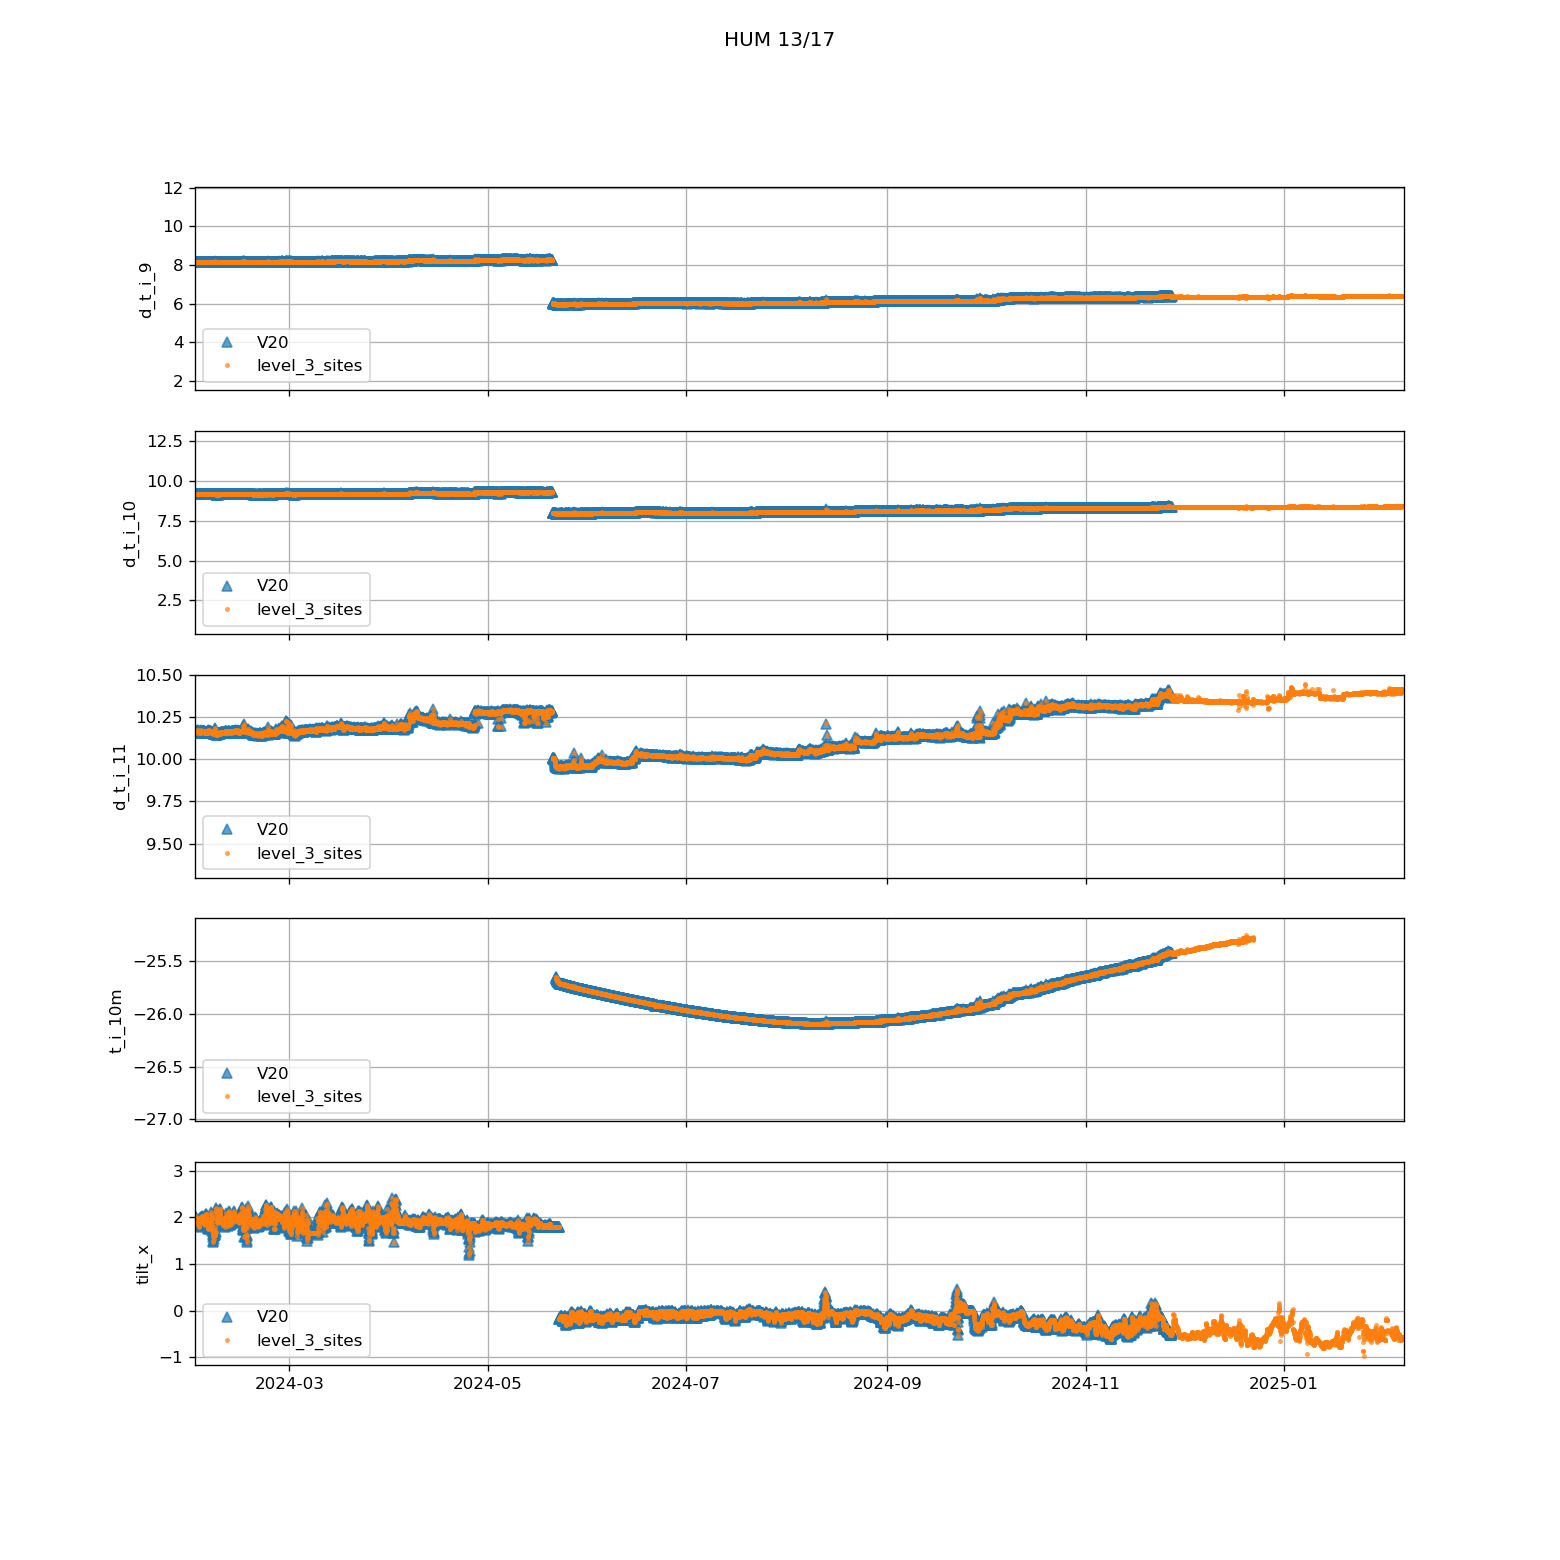 HUM 13/17
12
10
8
6
4
2
d_t_i_9
V20
level_3_sites
12.5
10.0
7.5
5.0
2.5
d_t_i_10
V20
level_3_sites
10.50
10.25
10.00
9.75
9.50
d_t_i_11
V20
level_3_sites
−25.5
−26.0
−26.5
−27.0
t_i_10m
V20
level_3_sites
3
2
1
0
−1
tilt_x
V20
level_3_sites
2024-03 2024-05 2024-07 2024-09 2024-11 2025-01